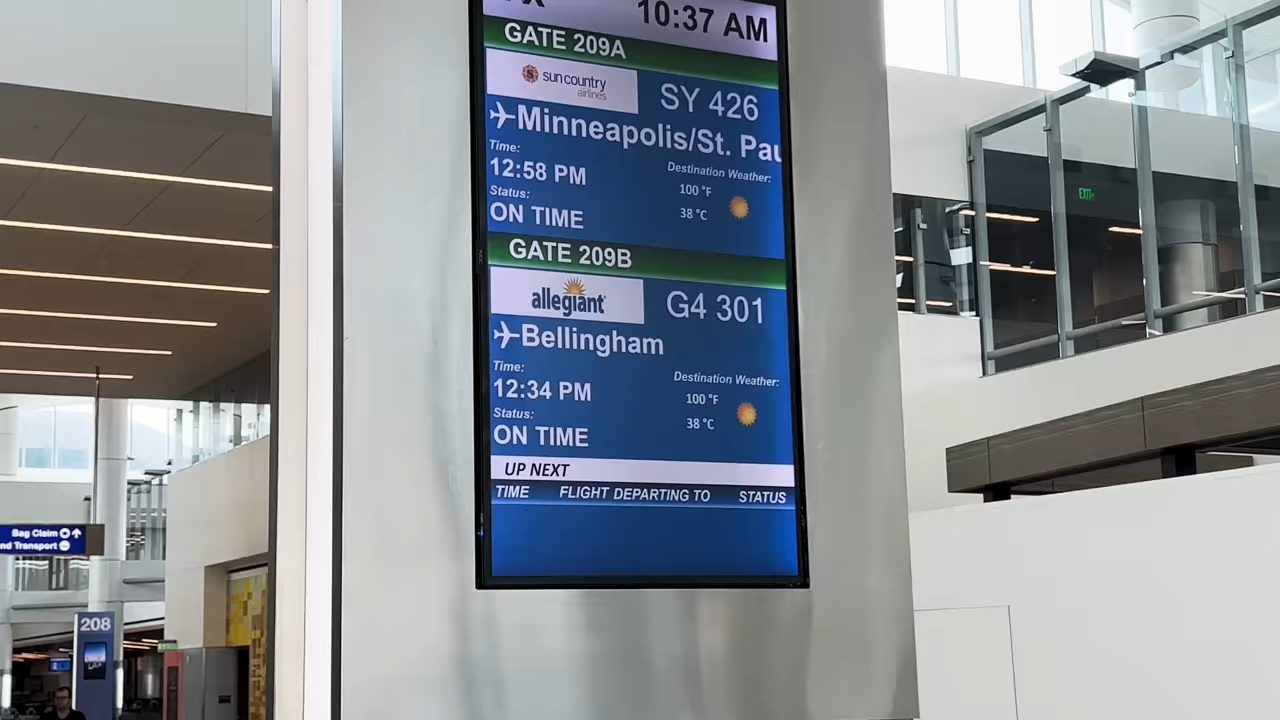 10:37 AM
GATE 209A
sun country
airlines
SY 426
Minneapolis/St. Pau
Time:
12:58 PM
Destination Weather:
100 °F
38 °C
Status:
ON TIME
GATE 209B
allegiant
G4 301
Bellingham
Time:
12:34 PM
Destination Weather:
100 °F
38 °C
Status:
ON TIME
UP NEXT
TIME FLIGHT DEPARTING TO STATUS
EXIT
Bag Claim
nd Transport
208